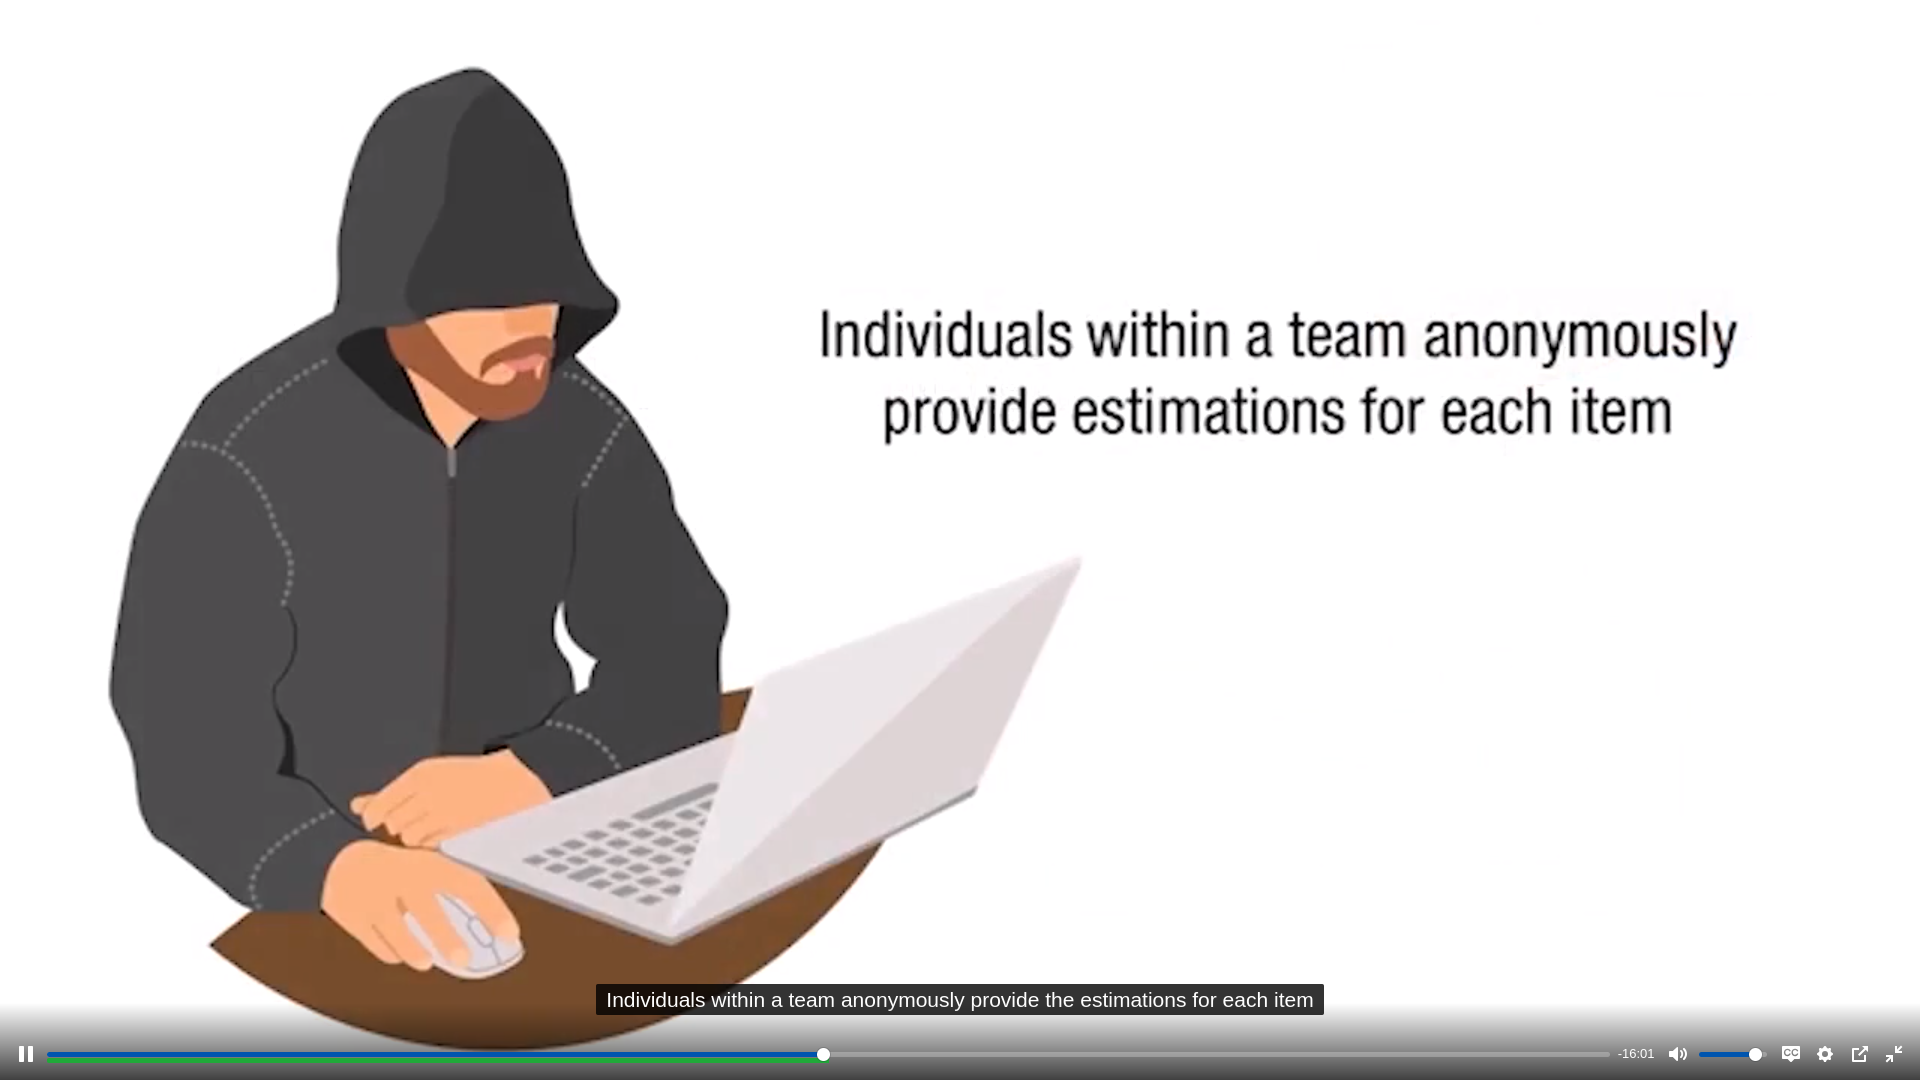 Individuals within a team anonymously
provide estimations for each item
Individuals within a team anonymously provide the estimations for each item
-16:01
CC